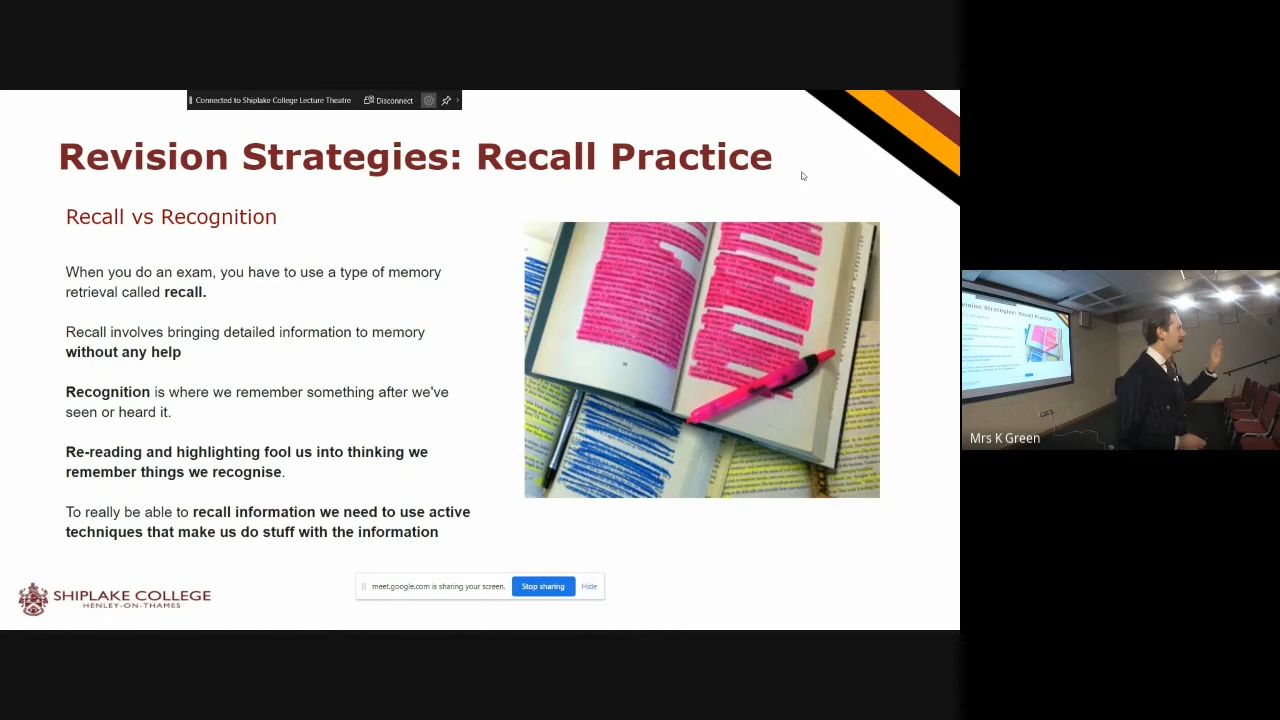 Connected to Shiplake College Lecture Theatre
Disconnect
Revision Strategies: Recall Practice
Recall vs Recognition
When you do an exam, you have to use a type of memory
retrieval called recall.
Recall involves bringing detailed information to memory
without any help
Recognition is where we remember something after we've
seen or heard it.
Re-reading and highlighting fool us into thinking we
remember things we recognise.
To really be able to recall information we need to use active
techniques that make us do stuff with the information
SHIPLAKE COLLEGE
HENLEY-ON-THAMES
meet.google.com is sharing your screen.
Stop sharing
Hide
Revision Strategies: Recall Practice
Mrs K Green